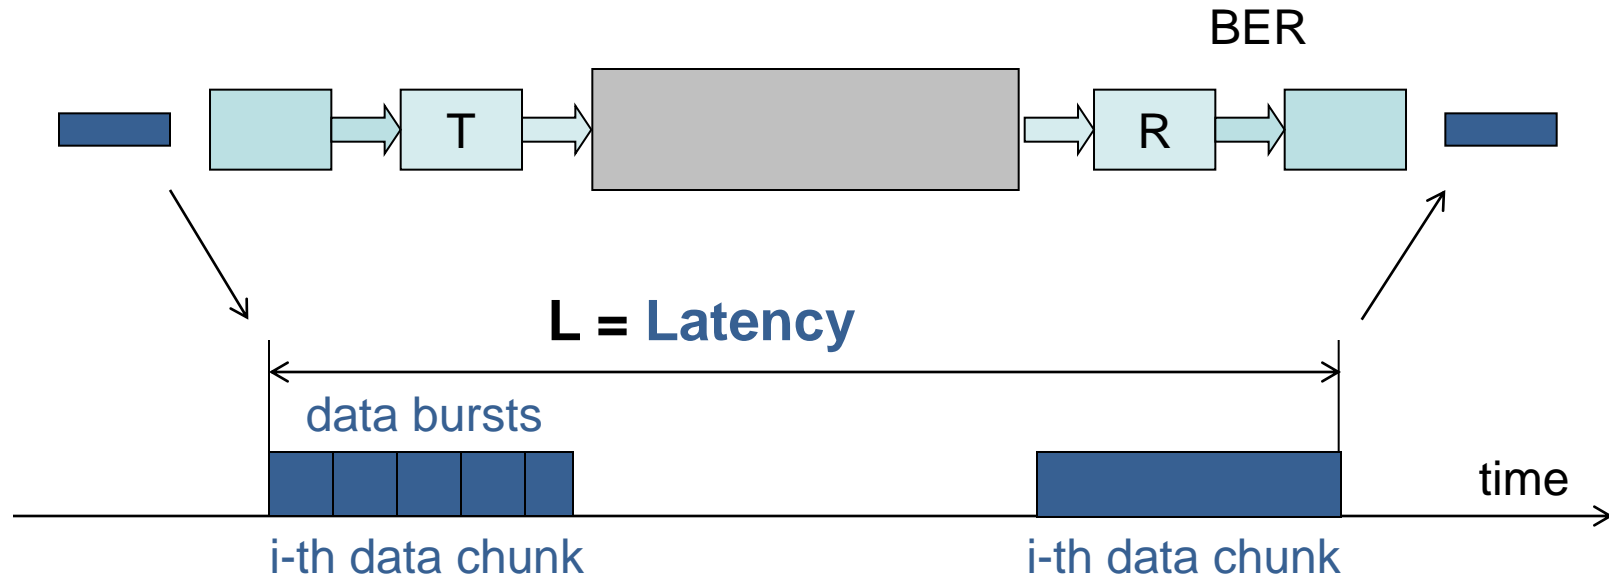 BER
T
R
L = Latency
data bursts
time
i-th data chunk
i-th data chunk